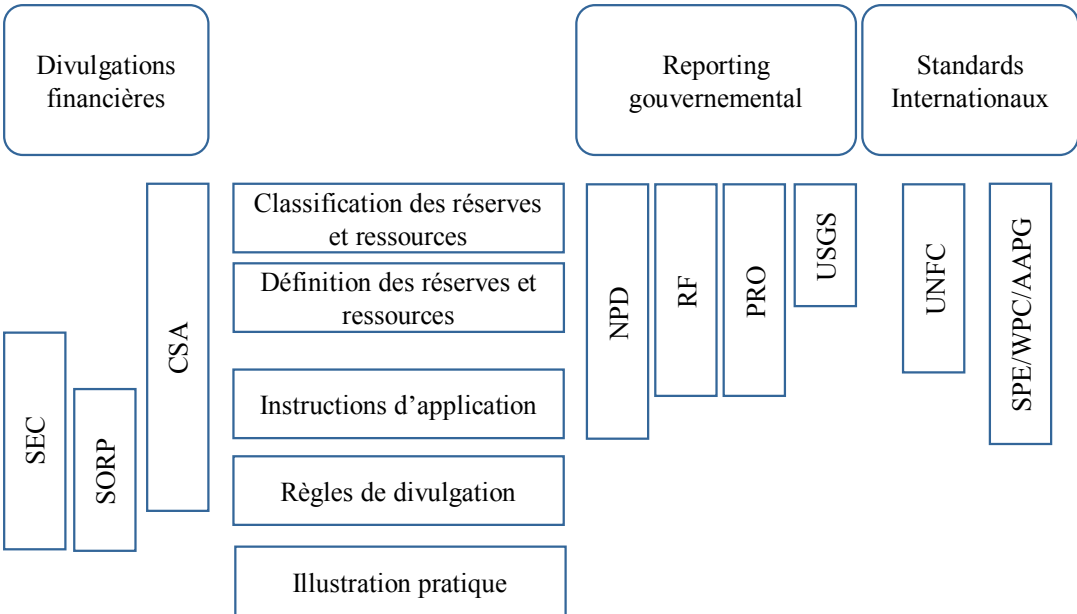 Divulgations
financières
Reporting
gouvernemental
Standards
Internationaux
SEC
SORP
CSA
Classification des réserves
et ressources
Définition des réserves et
ressources
Instructions d’application
Règles de divulgation
Illustration pratique
NPD
RF
PRO
USGS
UNFC
SPE/WPC/AAPG